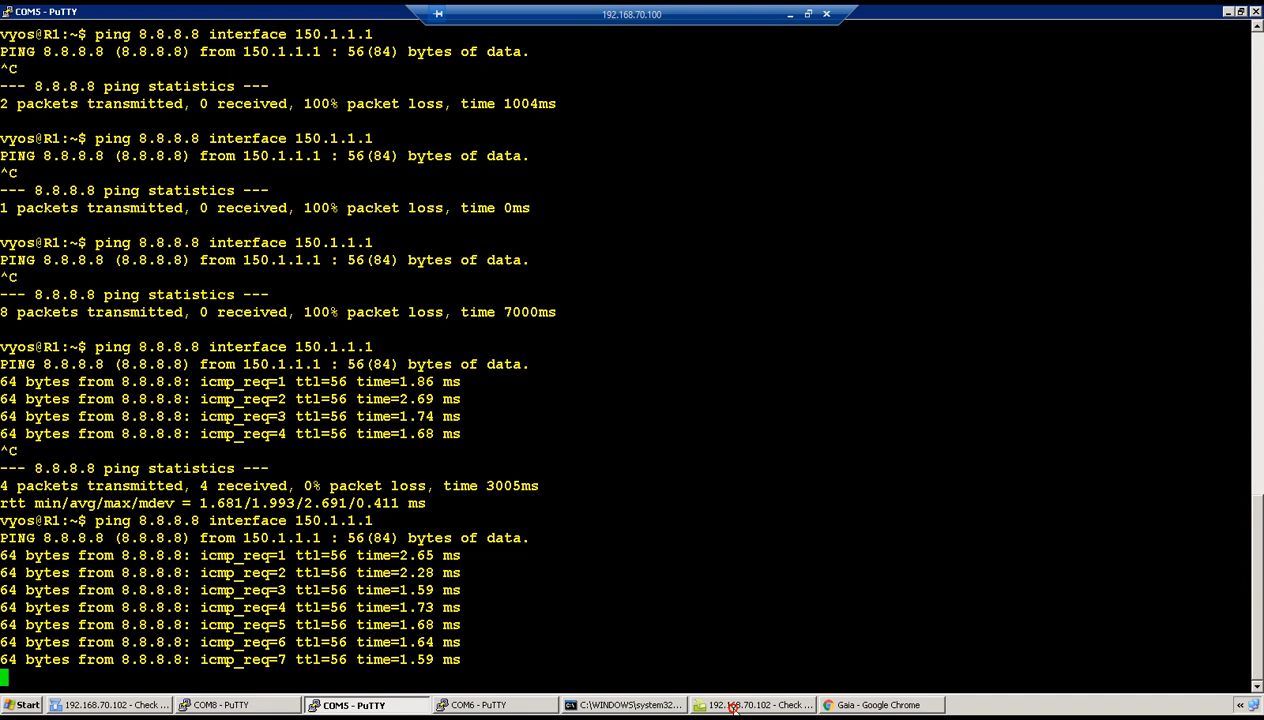 COM5 - PuTTY
192.168.70.100
vyos@R1:~$ ping 8.8.8.8 interface 150.1.1.1
PING 8.8.8.8 (8.8.8.8) from 150.1.1.1 : 56(84) bytes of data.
^C
--- 8.8.8.8 ping statistics ---
2 packets transmitted, 0 received, 100% packet loss, time 1004ms
vyos@R1:~$ ping 8.8.8.8 interface 150.1.1.1
PING 8.8.8.8 (8.8.8.8) from 150.1.1.1 : 56(84) bytes of data.
^C
--- 8.8.8.8 ping statistics ---
1 packets transmitted, 0 received, 100% packet loss, time 0ms
vyos@R1:~$ ping 8.8.8.8 interface 150.1.1.1
PING 8.8.8.8 (8.8.8.8) from 150.1.1.1 : 56(84) bytes of data.
^C
--- 8.8.8.8 ping statistics ---
8 packets transmitted, 0 received, 100% packet loss, time 7000ms
vyos@R1:~$ ping 8.8.8.8 interface 150.1.1.1
PING 8.8.8.8 (8.8.8.8) from 150.1.1.1 : 56(84) bytes of data.
64 bytes from 8.8.8.8: icmp_req=1 ttl=56 time=1.86 ms
64 bytes from 8.8.8.8: icmp_req=2 ttl=56 time=2.69 ms
64 bytes from 8.8.8.8: icmp_req=3 ttl=56 time=1.74 ms
64 bytes from 8.8.8.8: icmp_req=4 ttl=56 time=1.68 ms
^C
--- 8.8.8.8 ping statistics ---
4 packets transmitted, 4 received, 0% packet loss, time 3005ms
rtt min/avg/max/mdev = 1.681/1.993/2.691/0.411 ms
vyos@R1:~$ ping 8.8.8.8 interface 150.1.1.1
PING 8.8.8.8 (8.8.8.8) from 150.1.1.1 : 56(84) bytes of data.
64 bytes from 8.8.8.8: icmp_req=1 ttl=56 time=2.65 ms
64 bytes from 8.8.8.8: icmp_req=2 ttl=56 time=2.28 ms
64 bytes from 8.8.8.8: icmp_req=3 ttl=56 time=1.59 ms
64 bytes from 8.8.8.8: icmp_req=4 ttl=56 time=1.73 ms
64 bytes from 8.8.8.8: icmp_req=5 ttl=56 time=1.68 ms
64 bytes from 8.8.8.8: icmp_req=6 ttl=56 time=1.64 ms
64 bytes from 8.8.8.8: icmp_req=7 ttl=56 time=1.59 ms
Start 192.168.70.102 - Check ... COM8 - PuTTY COM5 - PuTTY COM6 - PuTTY C:\WINDOWS\system32... 192.168.70.102 - Check ... Gaia - Google Chrome